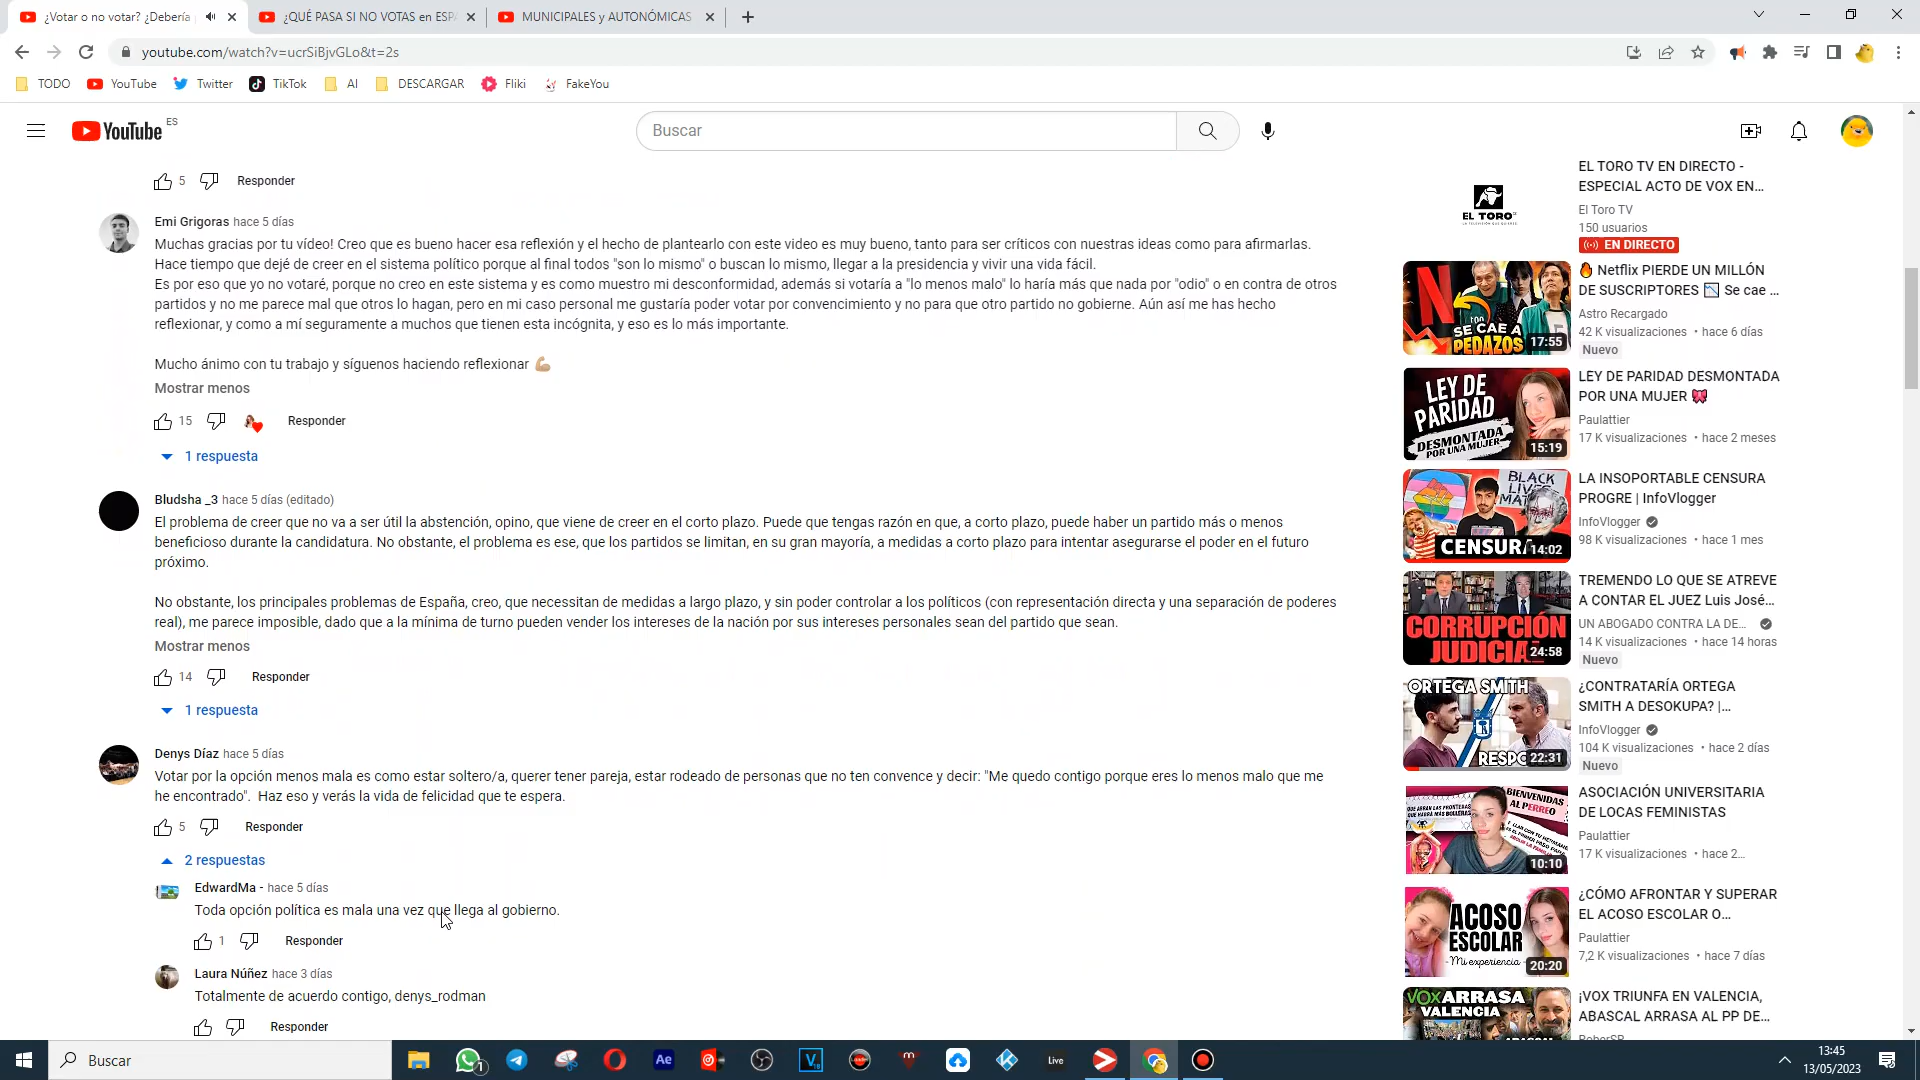 ¿Votar o no votar? ¿Debería
¿QUÉ PASA SI NO VOTAS en ESPA
MUNICIPALES y AUTONÓMICAS
youtube.com/watch?v=ucrSiBjvGLo&t=2s
TODO
YouTube
Twitter
TikTok
AI
DESCARGAR
Fliki
FakeYou
YouTube ES
Buscar
5 Responder
Emi Grigoras hace 5 días
Muchas gracias por tu vídeo! Creo que es bueno hacer esa reflexión y el hecho de plantearlo con este video es muy bueno, tanto para ser críticos con nuestras ideas como para afirmarlas.
Hace tiempo que dejé de creer en el sistema político porque al final todos "son lo mismo" o buscan lo mismo, llegar a la presidencia y vivir una vida fácil.
Es por eso que yo no votaré, porque no creo en este sistema y es como muestro mi desconformidad, además si votaría a "lo menos malo" lo haría más que nada por "odio" o en contra de otros
partidos y no me parece mal que otros lo hagan, pero en mi caso personal me gustaría poder votar por convencimiento y no para que otro partido no gobierne. Aún así me has hecho
reflexionar, y como a mí seguramente a muchos que tienen esta incógnita, y eso es lo más importante.
Mucho ánimo con tu trabajo y síguenos haciendo reflexionar 💪🏼
Mostrar menos
15 Responder
1 respuesta
Bludsha _3 hace 5 días (editado)
El problema de creer que no va a ser útil la abstención, opino, que viene de creer en el corto plazo. Puede que tengas razón en que, a corto plazo, puede haber un partido más o menos
beneficioso durante la candidatura. No obstante, el problema es ese, que los partidos se limitan, en su gran mayoría, a medidas a corto plazo para intentar asegurarse el poder en el futuro
próximo.
No obstante, los principales problemas de España, creo, que necesitan de medidas a largo plazo, y sin poder controlar a los políticos (con representación directa y una separación de poderes
real), me parece imposible, dado que a la mínima de turno pueden vender los intereses de la nación por sus intereses personales sean del partido que sean.
Mostrar menos
14 Responder
1 respuesta
Denys Díaz hace 5 días
Votar por la opción menos mala es como estar soltero/a, querer tener pareja, estar rodeado de personas que no ten convence y decir: "Me quedo contigo porque eres lo menos malo que me
he encontrado". Haz eso y verás la vida de felicidad que te espera.
5 Responder
2 respuestas
EdwardMa - hace 5 días
Toda opción política es mala una vez que llega al gobierno.
1 Responder
Laura Núñez hace 3 días
Totalmente de acuerdo contigo, denys_rodman
Responder
EL TORO
EL TORO TV EN DIRECTO -
ESPECIAL ACTO DE VOX EN...
El Toro TV
150 usuarios
EN DIRECTO
SE CAE A
PEDAZOS
17:55
🔥 Netflix PIERDE UN MILLÓN
DE SUSCRIPTORES 📉 Se cae ...
Astro Recargado
42 K visualizaciones • hace 6 días
Nuevo
LEY DE
PARIDAD
DESMONTADA
POR UNA MUJER
15:19
LEY DE PARIDAD DESMONTADA
POR UNA MUJER 🎀
Paulattier
17 K visualizaciones • hace 2 meses
BLACK
LIVES
MAT
CENSURA
14:02
LA INSOPORTABLE CENSURA
PROGRE | InfoVlogger
InfoVlogger
98 K visualizaciones • hace 1 mes
CORRUPCIÓN
JUDICIAL
24:58
TREMENDO LO QUE SE ATREVE
A CONTAR EL JUEZ Luis José...
UN ABOGADO CONTRA LA DE...
14 K visualizaciones • hace 14 horas
Nuevo
ORTEGA SMITH
RESPO
22:31
¿CONTRATARÍA ORTEGA
SMITH A DESOKUPA? |...
InfoVlogger
104 K visualizaciones • hace 2 días
Nuevo
BIENVENIDAS
AL PERREO
10:10
ASOCIACIÓN UNIVERSITARIA
DE LOCAS FEMINISTAS
Paulattier
17 K visualizaciones • hace 2...
ACOSO
ESCOLAR
-Mi experiencia-
20:20
¿CÓMO AFRONTAR Y SUPERAR
EL ACOSO ESCOLAR O...
Paulattier
7,2 K visualizaciones • hace 7 días
VOX ARRASA
VALENCIA
¡VOX TRIUNFA EN VALENCIA,
ABASCAL ARRASA AL PP DE...
Buscar
1
Ae
Live
13:45
13/05/2023